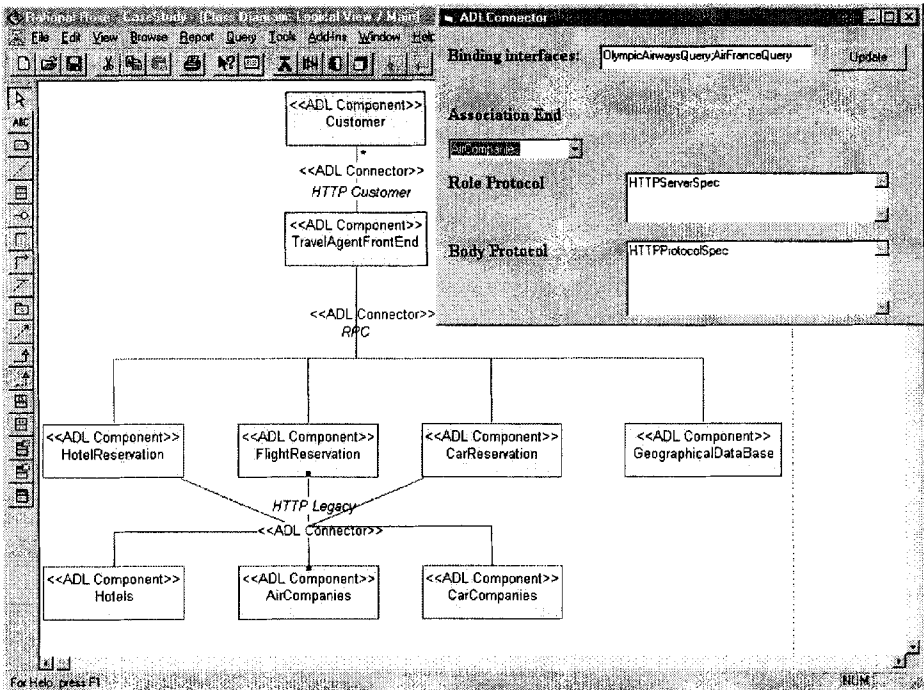 Rational Rose - CaseStudy - [Class Diagram: Logical View / Main]
File Edit View Browse Report Query Tools Add-Ins Window Help
ABC
<<ADL Component>>
Customer
*
<<ADL Connector>>
HTTP Customer
<<ADL Component>>
TravelAgentFrontEnd
<<ADL Connector>>
RPC
<<ADL Component>>
HotelReservation
<<ADL Component>>
FlightReservation
<<ADL Component>>
CarReservation
<<ADL Component>>
GeographicalDataBase
HTTP Legacy
<<ADL Connector>>
<<ADL Component>>
Hotels
<<ADL Component>>
AirCompanies
<<ADL Component>>
CarCompanies
For Help, press F1
NUM
ADLConnector
Binding interfaces: OlympicAirwaysQuery;AirFranceQuery Update
Association End
AirCompanies
Role Protocol HTTPServerSpec
Body Protocol HTTPProtocolSpec